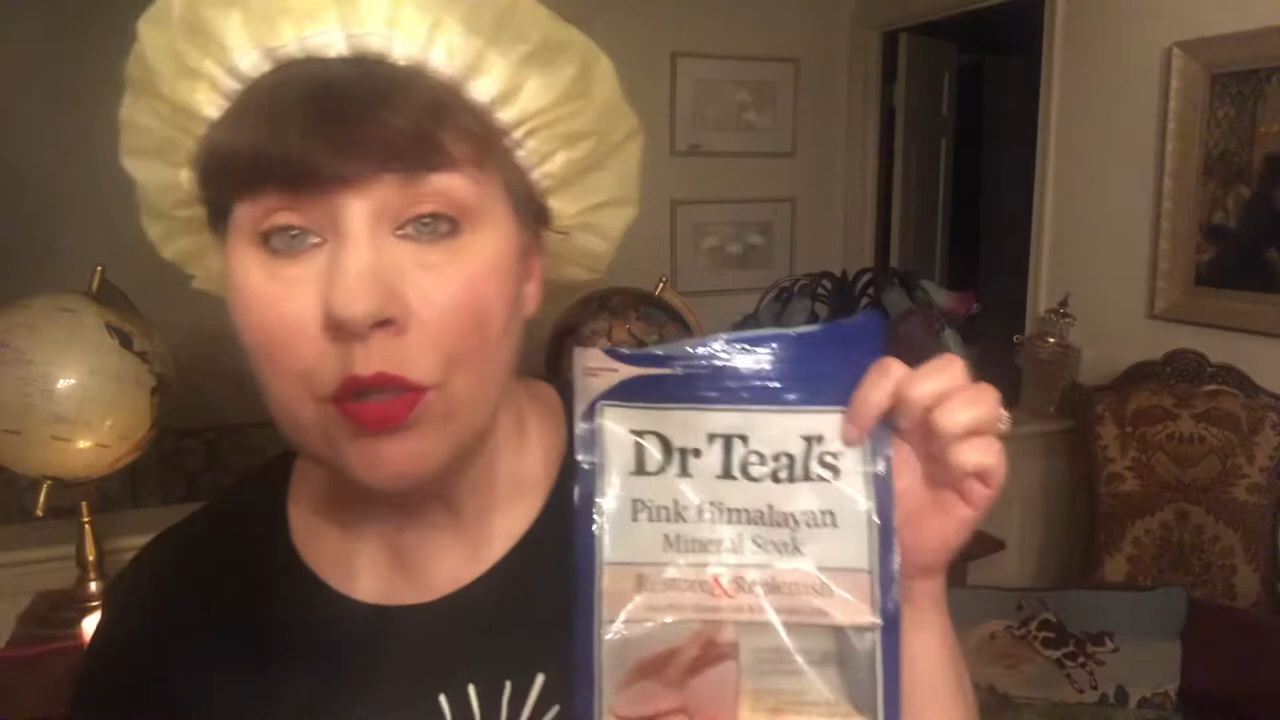 Dr Teal's
Pink Himalayan
Mineral Soak
Restore & Replenish